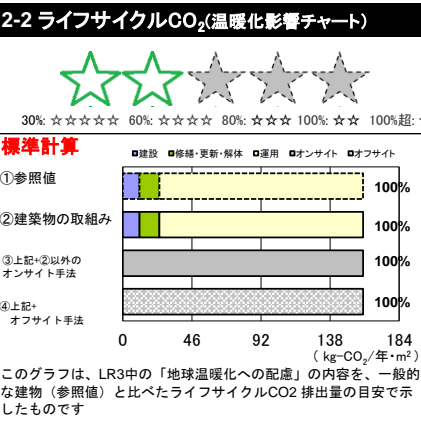 2-2 ライフサイクルCO₂(温暖化影響チャート)
30%: ☆☆☆☆☆ 60%: ☆☆☆☆ 80%: ☆☆☆ 100%: ☆☆ 100%超:
標準計算
建設 修繕・更新・解体 運用 オンサイト オフサイト
①参照値 100%
②建築物の取組み 100%
③上記+②以外の
オンサイト手法 100%
④上記+
オフサイト手法 100%
0 46 92 138 184
( kg-CO₂/年・m² )
このグラフは、LR3中の「地球温暖化への配慮」の内容を、一般的
な建物（参照値）と比べたライフサイクルCO2 排出量の目安で示
したものです